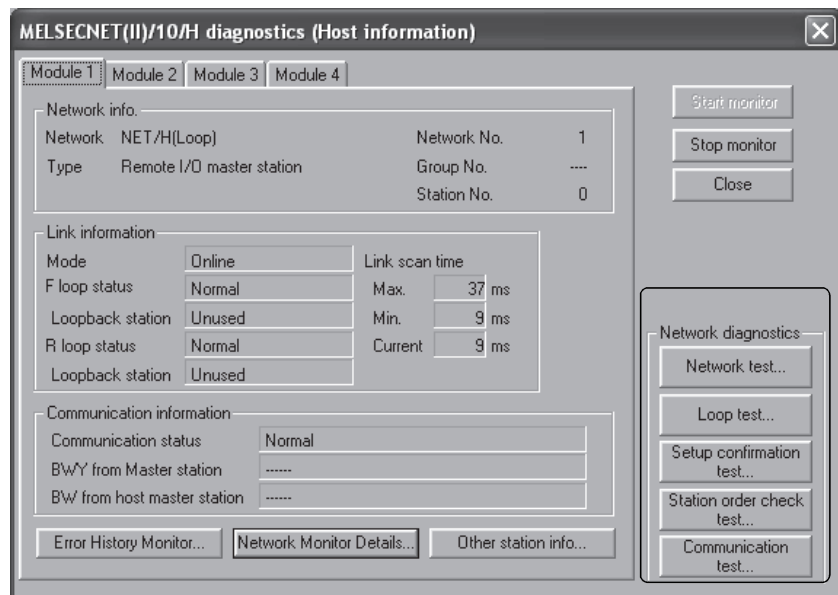 MELSECNET(II)/10/H diagnostics (Host information)
Module 1 Module 2 Module 3 Module 4
Network info.
Network NET/H(Loop) Network No. 1
Type Remote I/O master station Group No. ----
Station No. 0
Link information
Mode Online Link scan time
F loop status Normal Max. 37 ms
Loopback station Unused Min. 9 ms
R loop status Normal Current 9 ms
Loopback station Unused
Communication information
Communication status Normal
BWY from Master station ------
BW from host master station ------
Error History Monitor... Network Monitor Details... Other station info...
Start monitor
Stop monitor
Close
Network diagnostics
Network test...
Loop test...
Setup confirmation
test...
Station order check
test...
Communication
test...